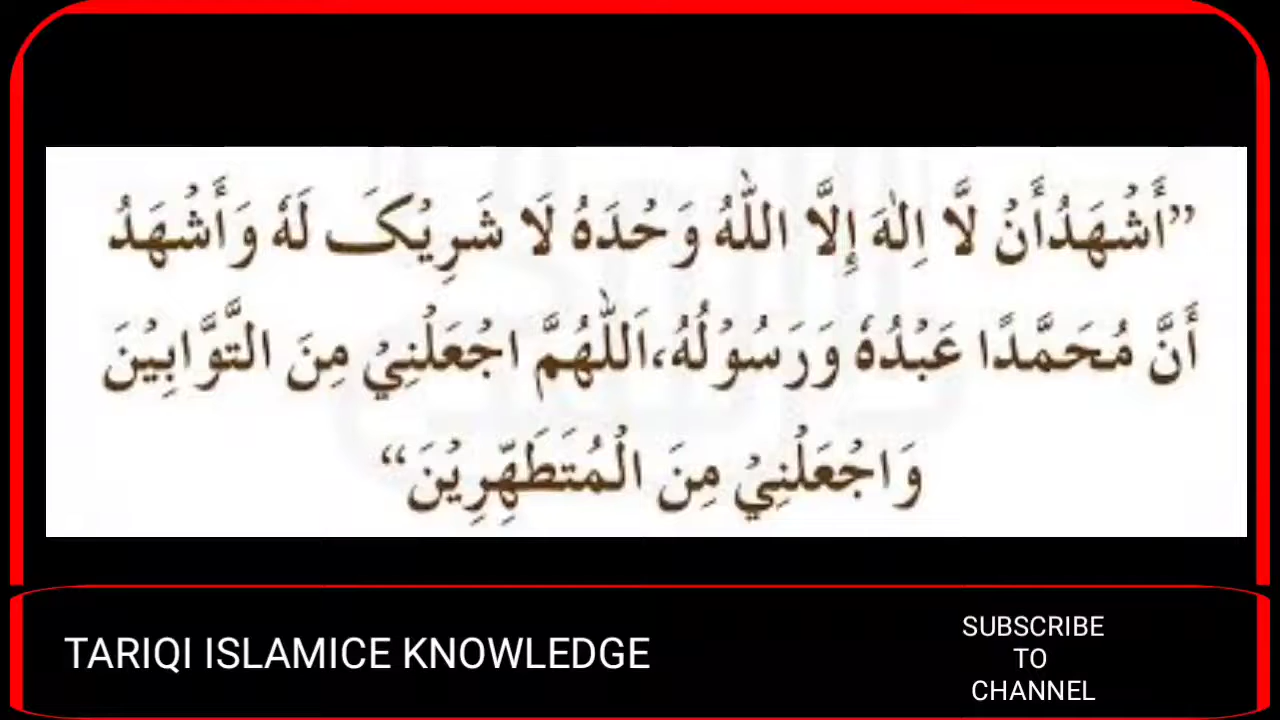 ”أَشْهَدُأَنْ لَّا اِلٰهَ إِلَّا اللّٰهُ وَحْدَهُ لَا شَرِيْکَ لَهٗ وَأَشْهَدُ
أَنَّ مُحَمَّدًا عَبْدُهٗ وَرَسُوْلُهُ،اَللّٰهُمَّ اجْعَلْنِيْ مِنَ التَّوَّابِيْنَ
وَاجْعَلْنِيْ مِنَ الْمُتَطَهِّرِيْنَ“
TARIQI ISLAMICE KNOWLEDGE
SUBSCRIBE
TO
CHANNEL